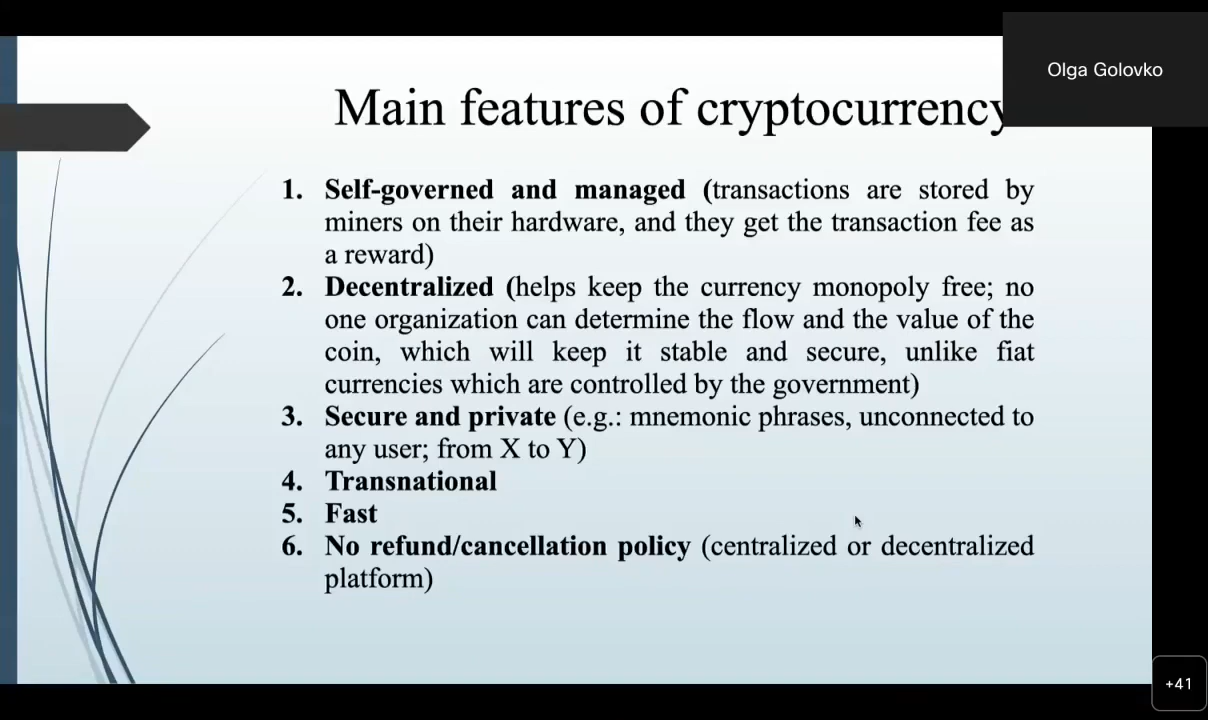 Olga Golovko
Main features of cryptocurrency
1. Self-governed and managed (transactions are stored by
miners on their hardware, and they get the transaction fee as
a reward)
2. Decentralized (helps keep the currency monopoly free; no
one organization can determine the flow and the value of the
coin, which will keep it stable and secure, unlike fiat
currencies which are controlled by the government)
3. Secure and private (e.g.: mnemonic phrases, unconnected to
any user; from X to Y)
4. Transnational
5. Fast
6. No refund/cancellation policy (centralized or decentralized
platform)
+41